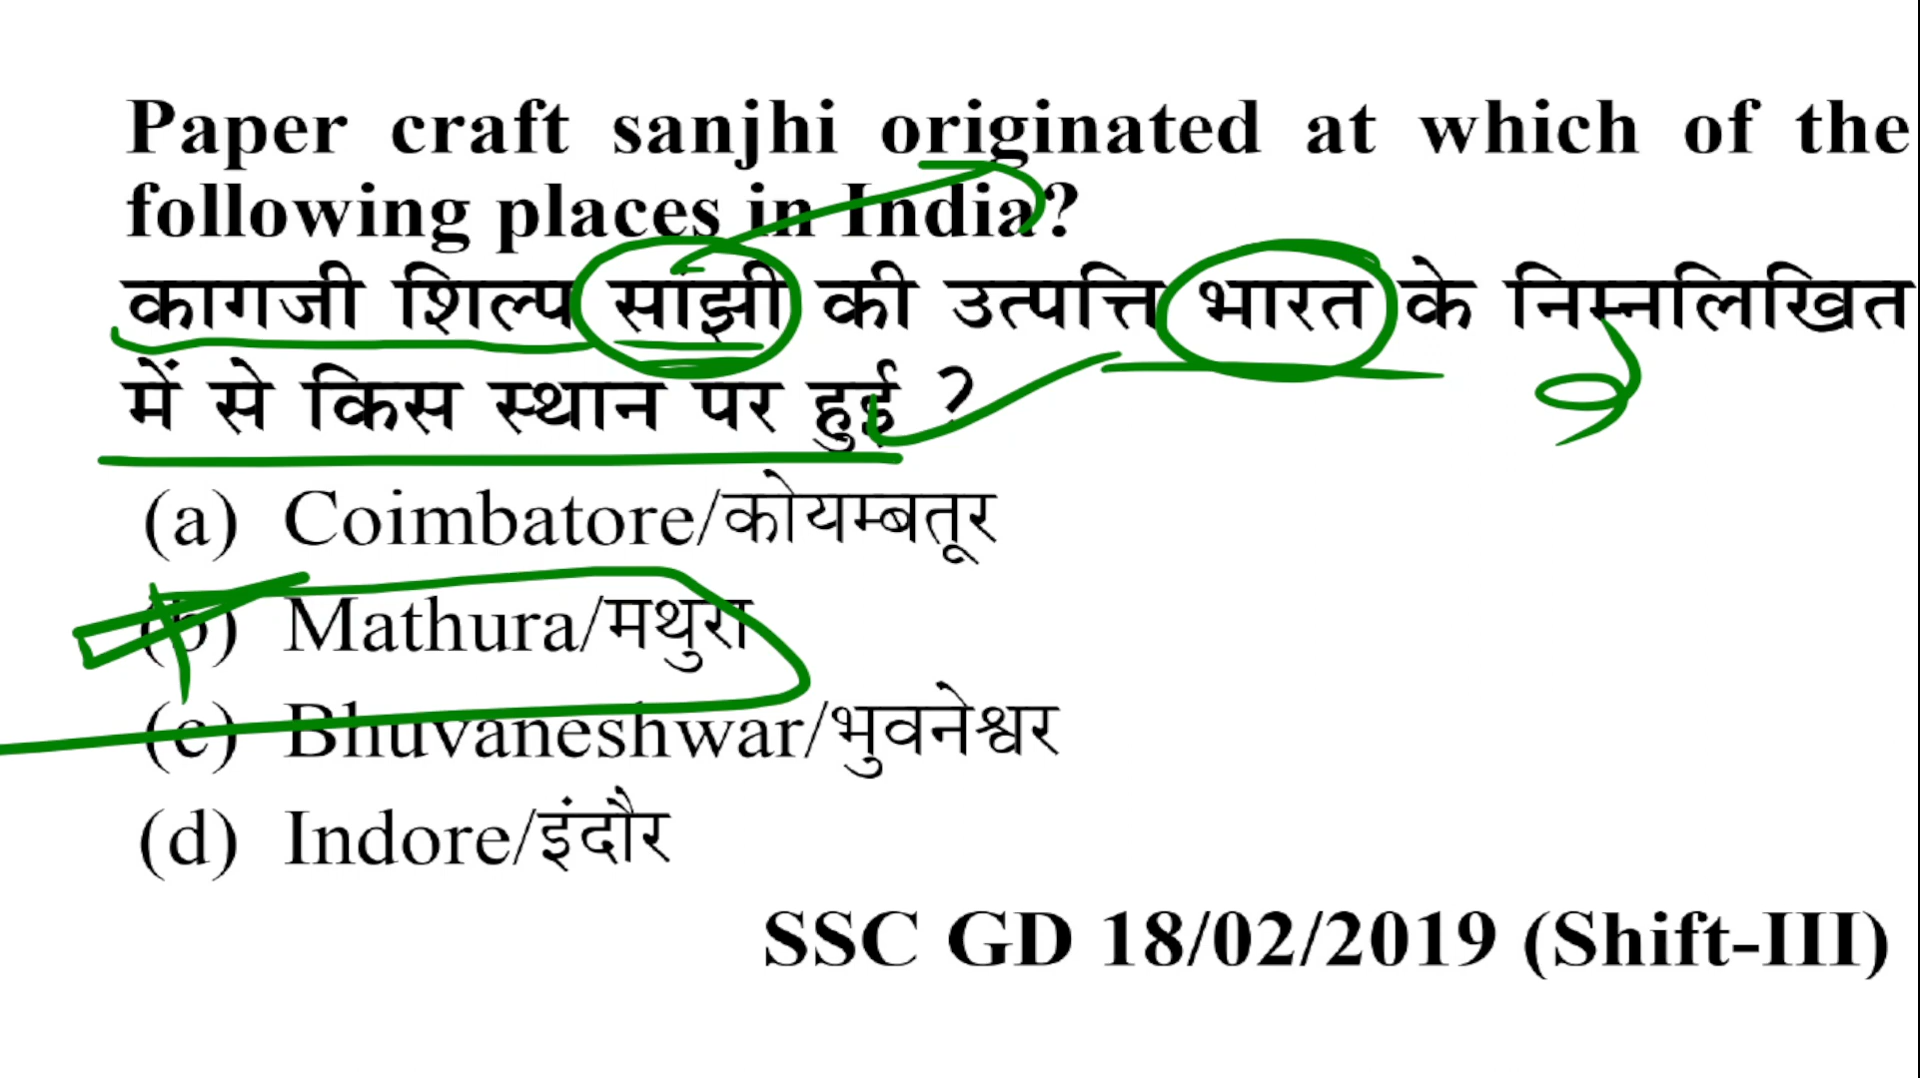 Paper craft sanjhi originated at which of the
following places in India?
कागजी शिल्प सांझी की उत्पत्ति भारत के निम्नलिखित
में से किस स्थान पर हुई ?
(a) Coimbatore/कोयम्बतूर
(b) Mathura/मथुरा
(c) Bhuvaneshwar/भुवनेश्वर
(d) Indore/इंदौर
SSC GD 18/02/2019 (Shift-III)